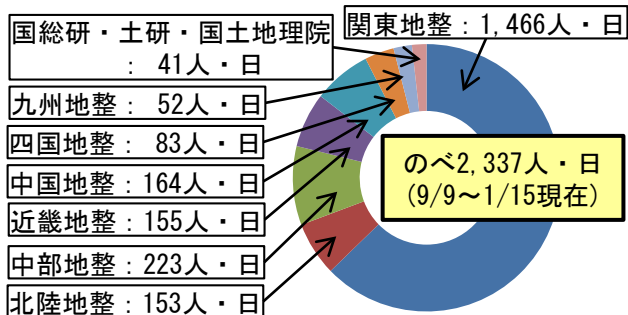 関東地整：1,466人・日
国総研・土研・国土地理院
：　41人・日
九州地整：　52人・日
四国地整：　83人・日
中国地整：164人・日
近畿地整：155人・日
中部地整：223人・日
北陸地整：153人・日
のべ2,337人・日
(9/9～1/15現在)